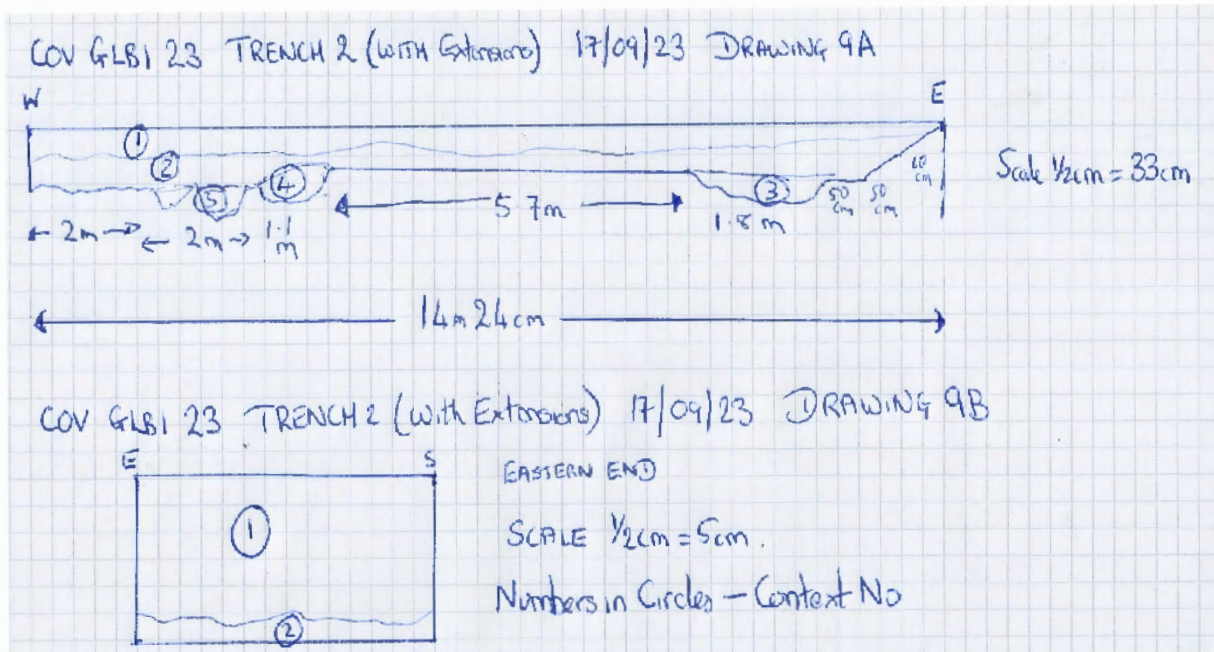 COV GLB1 23 TRENCH 2 (WITH Extensions) 17/09/23 DRAWING 9A
W E
1
2
5 4 3
60 cm
50 cm 50 cm
Scale ½cm = 33cm
2m 2m 1.1 m 5 7m 1.8 m
14m 24cm
COV GLB1 23 TRENCH 2 (With Extensions) 17/09/23 DRAWING 9B
E S
EASTERN END
1
SCALE ½cm = 5cm.
Numbers in Circles – Context No
2